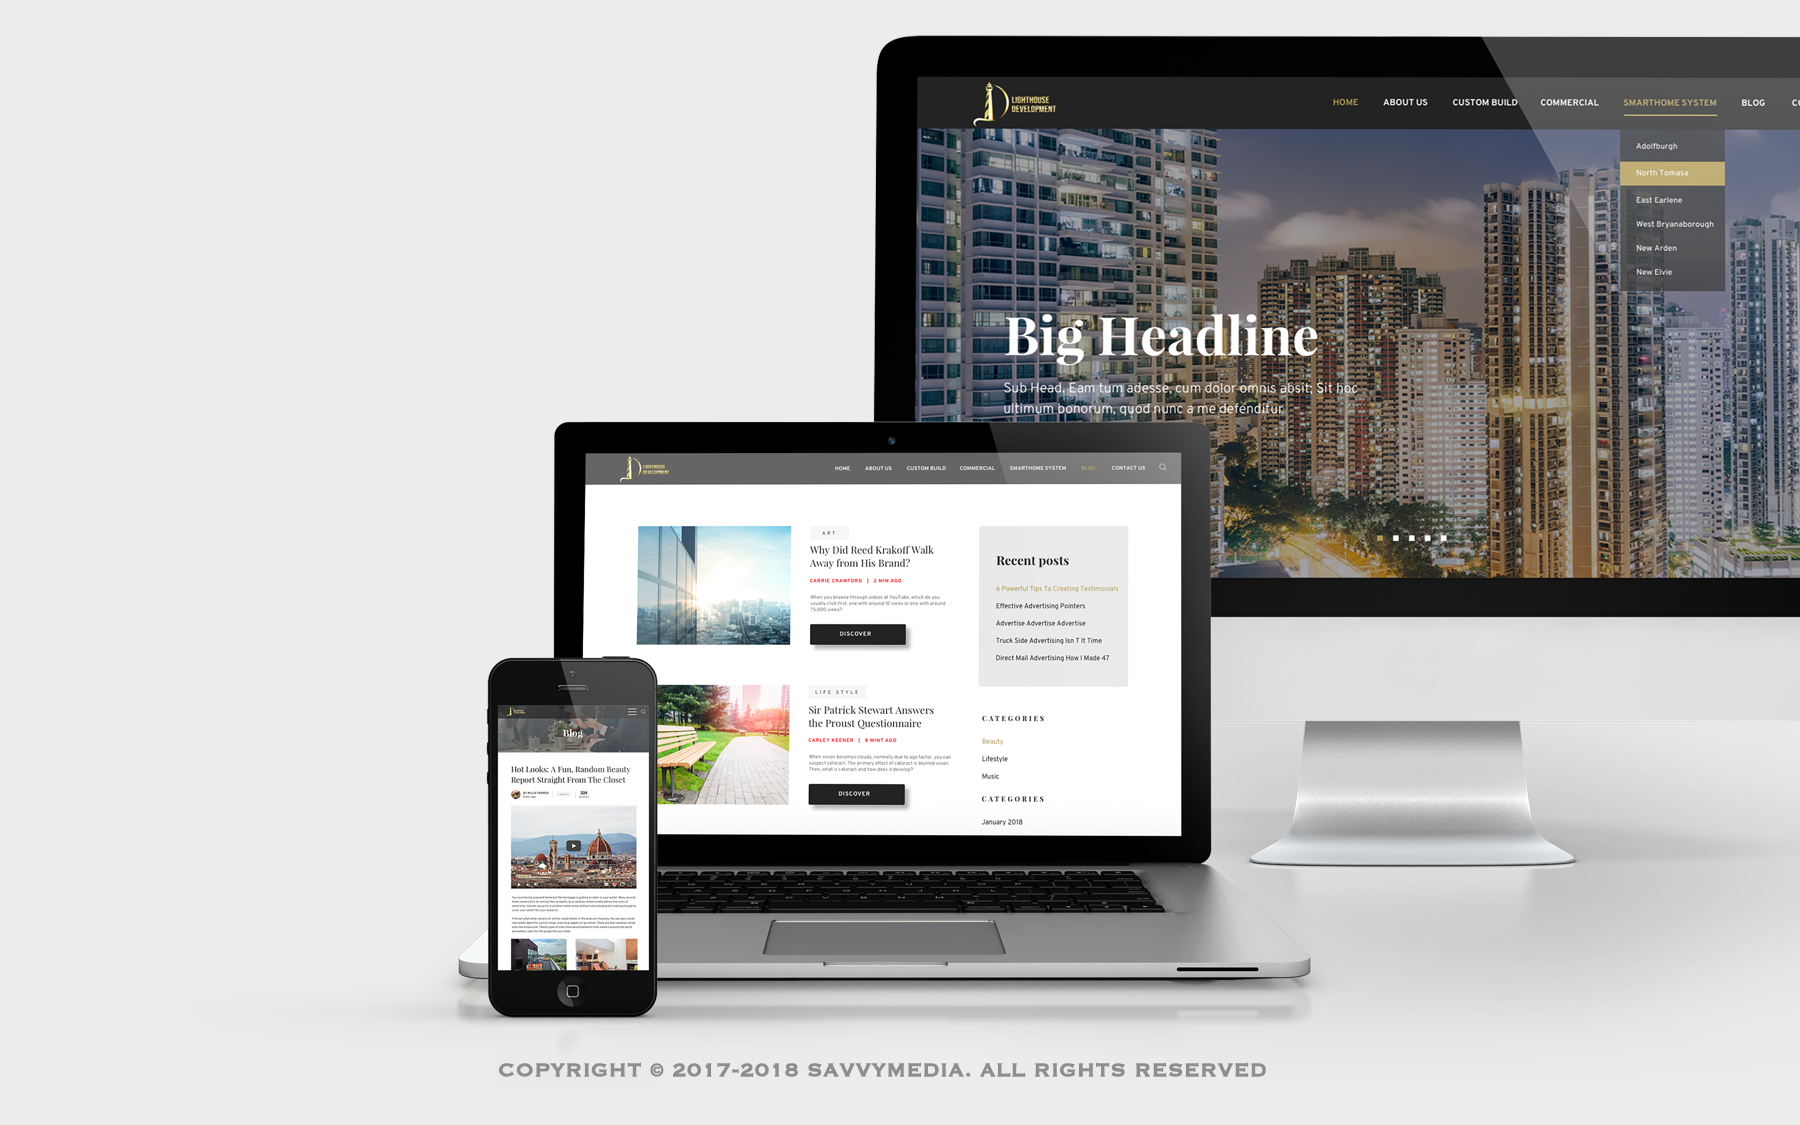 LIGHTHOUSE
DEVELOPMENT
HOME ABOUT US CUSTOM BUILD COMMERCIAL SMARTHOME SYSTEM BLOG
Adolfburgh
North Tomasa
East Earlene
West Bryanaborough
New Arden
New Elvie
Big Headline
Sub Head, Eam tum adesse, cum dolor omnis absit; Sit hoc
ultimum bonorum, quod nunc a me defenditur
LIGHTHOUSE
DEVELOPMENT
HOME ABOUT US CUSTOM BUILD COMMERCIAL SMARTHOME SYSTEM BLOG CONTACT US
ART
Why Did Reed Krakoff Walk
Away from His Brand?
CARRIE CRAWFORD | 2 MIN AGO
When you browse through videos at YouTube, which do you
usually click first: one with around 10 views or one with around
75,000 views?
DISCOVER
LIFE STYLE
Sir Patrick Stewart Answers
the Proust Questionnaire
CARLEY KEENER | 8 MINT AGO
When vision becomes cloudy, normally due to age factor, you can
suspect cataract. The primary effect of cataract is blurred vision.
Then, what is cataract and how does it develop?
DISCOVER
Recent posts
6 Powerful Tips To Creating Testimonials
Effective Advertising Pointers
Advertise Advertise Advertise
Truck Side Advertising Isn T It Time
Direct Mail Advertising How I Made 47
CATEGORIES
Beauty
Lifestyle
Music
CATEGORIES
January 2018
Blog
Hot Looks: A Fun, Random Beauty
Report Straight From The Closet
324
COPYRIGHT © 2017-2018 SAVVYMEDIA. ALL RIGHTS RESERVED